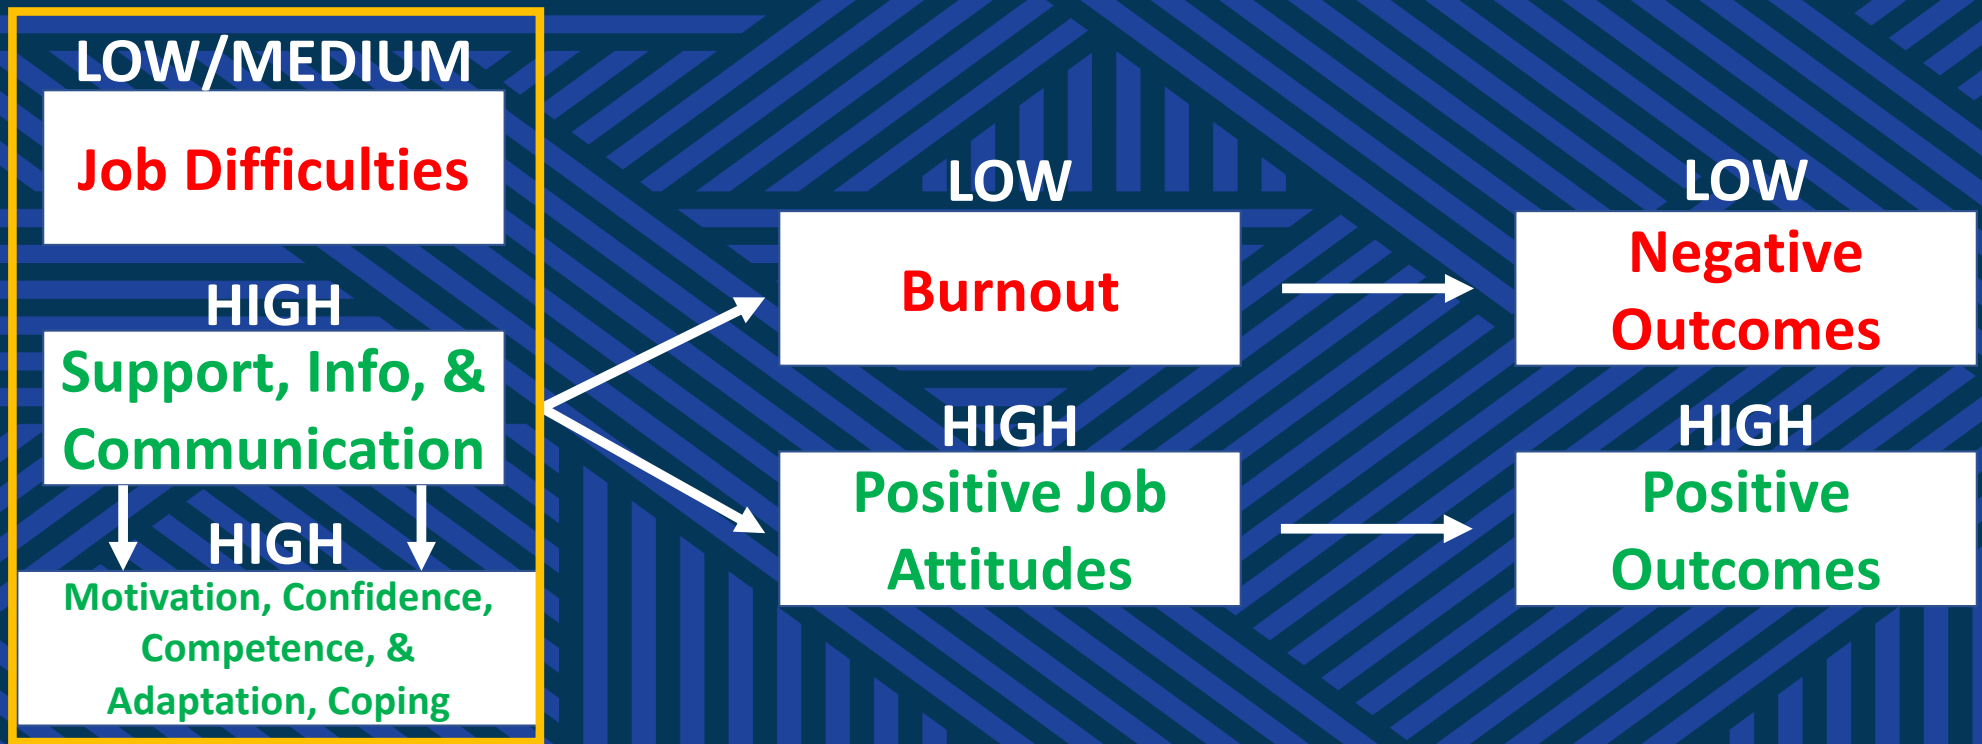 LOW/MEDIUM
Job Difficulties
HIGH
Support, Info, &
Communication
HIGH
Motivation, Confidence,
Competence, &
Adaptation, Coping
LOW
Burnout
HIGH
Positive Job
Attitudes
LOW
Negative
Outcomes
HIGH
Positive
Outcomes